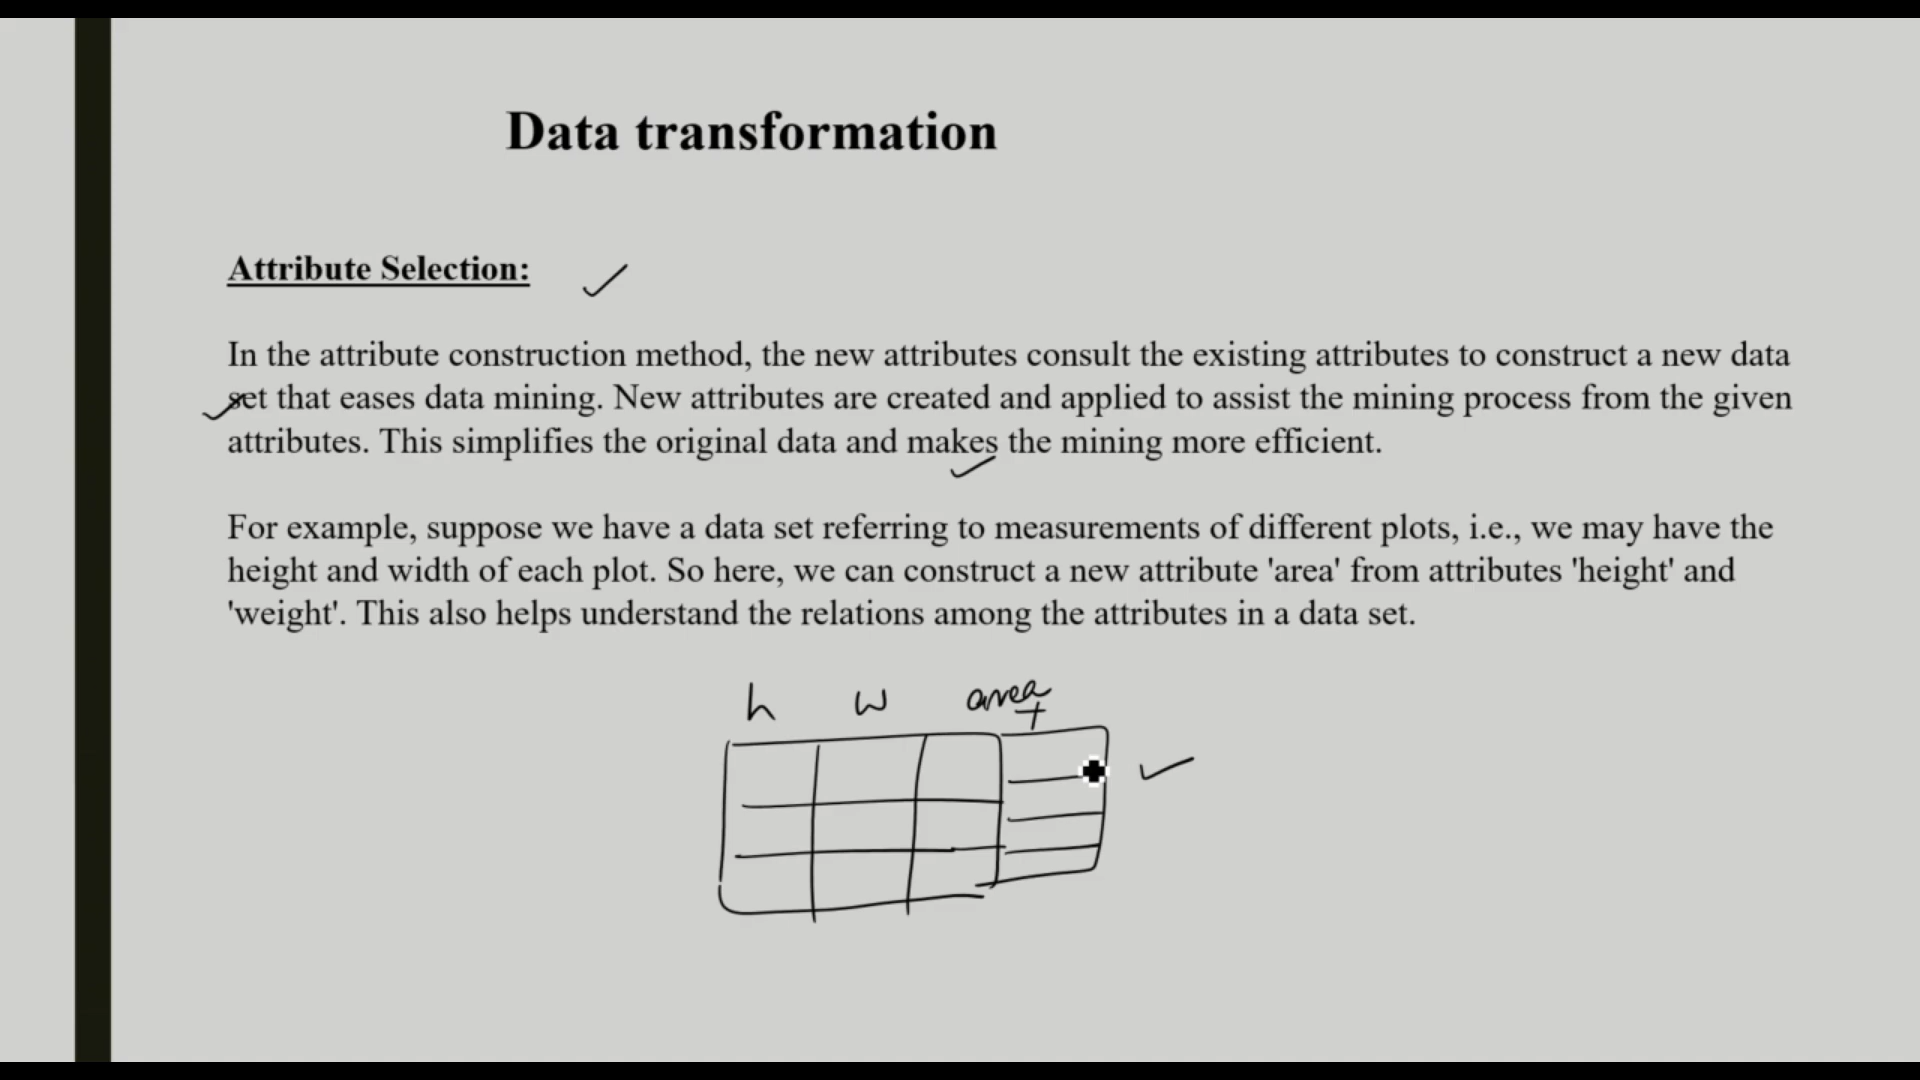 Data transformation
Attribute Selection:
In the attribute construction method, the new attributes consult the existing attributes to construct a new data
set that eases data mining. New attributes are created and applied to assist the mining process from the given
attributes. This simplifies the original data and makes the mining more efficient.
For example, suppose we have a data set referring to measurements of different plots, i.e., we may have the
height and width of each plot. So here, we can construct a new attribute 'area' from attributes 'height' and
'weight'. This also helps understand the relations among the attributes in a data set.
h w area